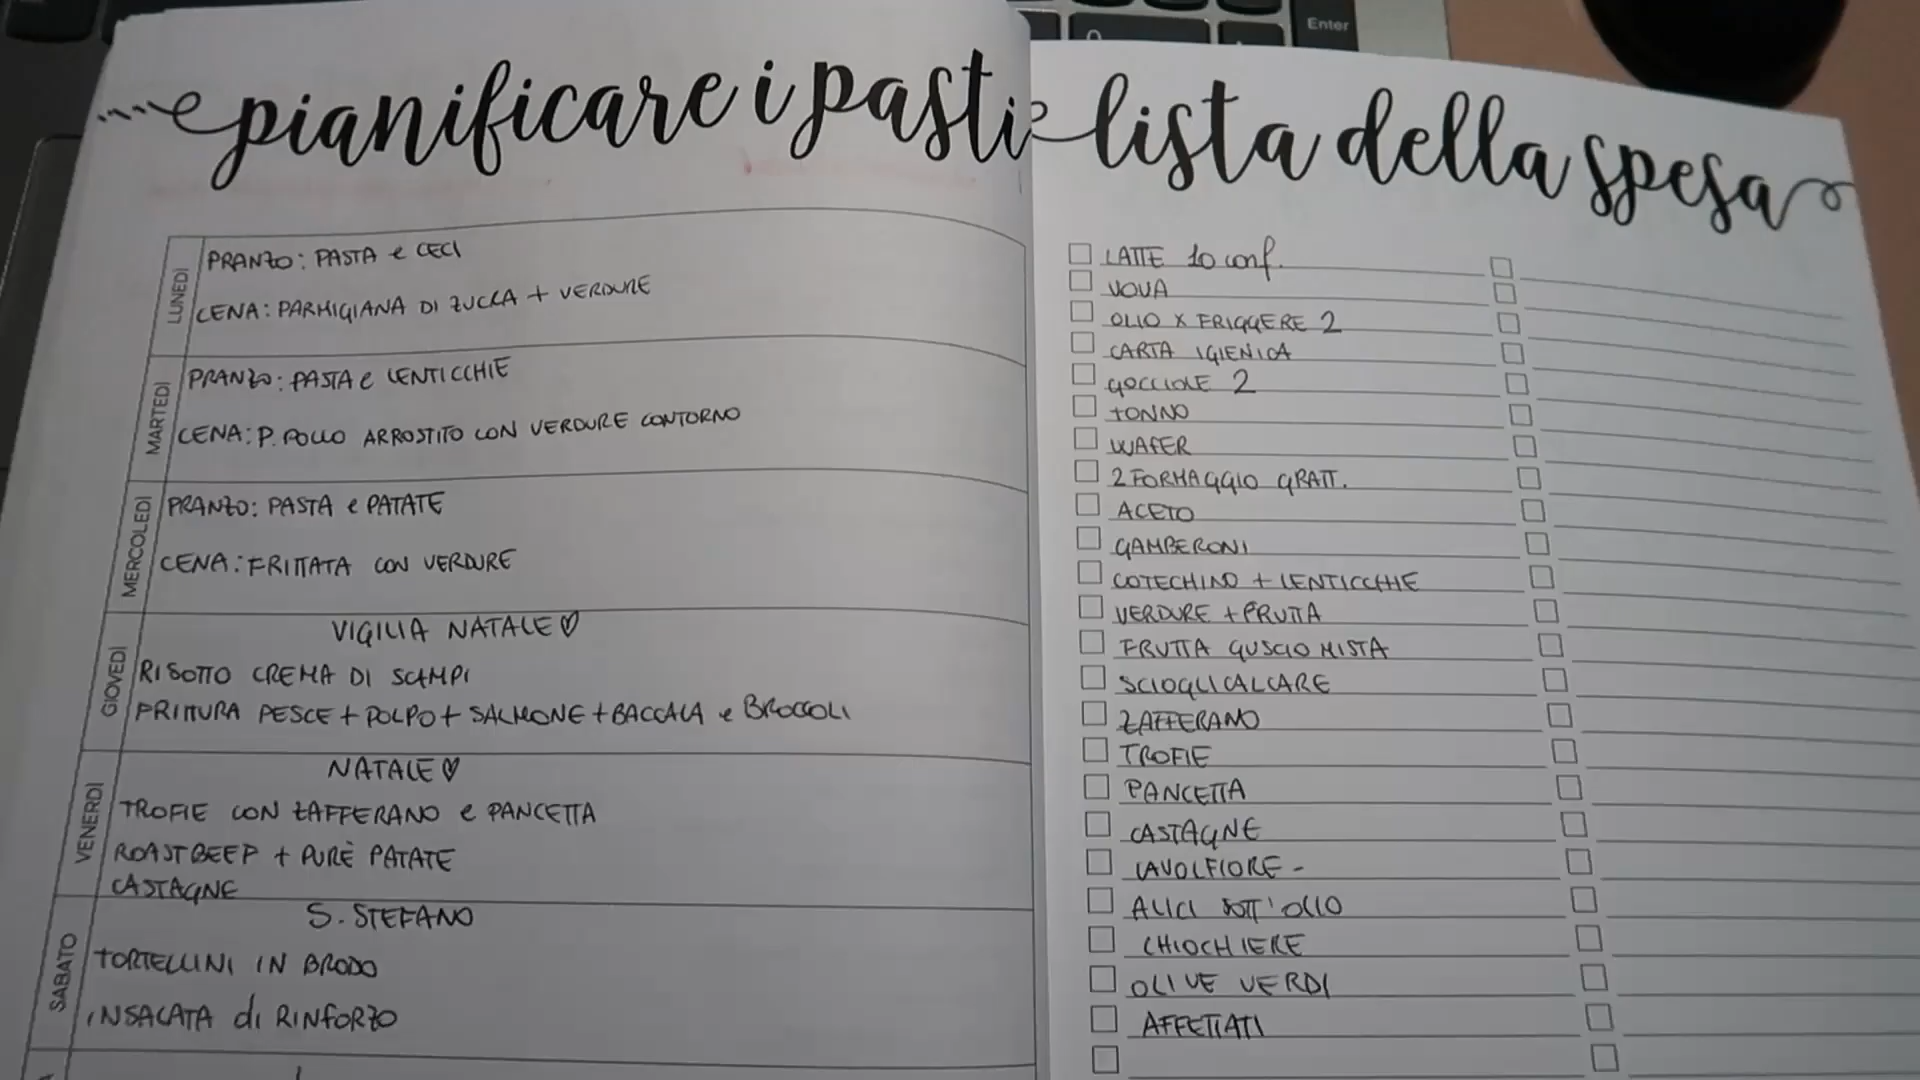 Enter
pianificare i pasti
LUNEDÌ
PRANZO: PASTA e CECI
CENA: PARMIGIANA DI ZUCCA + VERDURE
MARTEDÌ
PRANZO: PASTA e LENTICCHIE
CENA: P. POLLO ARROSTITO CON VERDURE CONTORNO
MERCOLEDÌ
PRANZO: PASTA e PATATE
CENA: FRITTATA CON VERDURE
GIOVEDÌ
VIGILIA NATALE ♡
RISOTTO CREMA DI SCAMPI
FRITTURA PESCE + POLPO + SALMONE + BACCALA e BROCCOLI
VENERDÌ
NATALE ♡
TROFIE CON ZAFFERANO e PANCETTA
ROASTBEEF + PURÈ PATATE
CASTAGNE
SABATO
S. STEFANO
TORTELLINI IN BRODO
INSALATA di RINFORZO
lista della spesa
LATTE 10 conf.
UOVA
OLIO X FRIGGERE 2
CARTA IGIENICA
GOCCIOLE 2
TONNO
WAFER
2 FORMAGGIO GRATT.
ACETO
GAMBERONI
COTECHINO + LENTICCHIE
VERDURE + FRUTTA
FRUTTA GUSCIO MISTA
SCIOGLICALCARE
ZAFFERANO
TROFIE
PANCETTA
CASTAGNE
CAVOLFIORE -
ALICI SOTT'OLIO
CHIOCHIERE
OLIVE VERDI
AFFETTATI